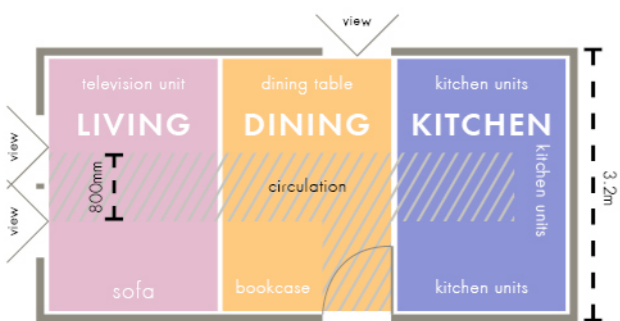 view
television unit
dining table
kitchen units
LIVING
DINING
KITCHEN
view
kitchen units
800mm
circulation
3.2m
view
sofa
bookcase
kitchen units